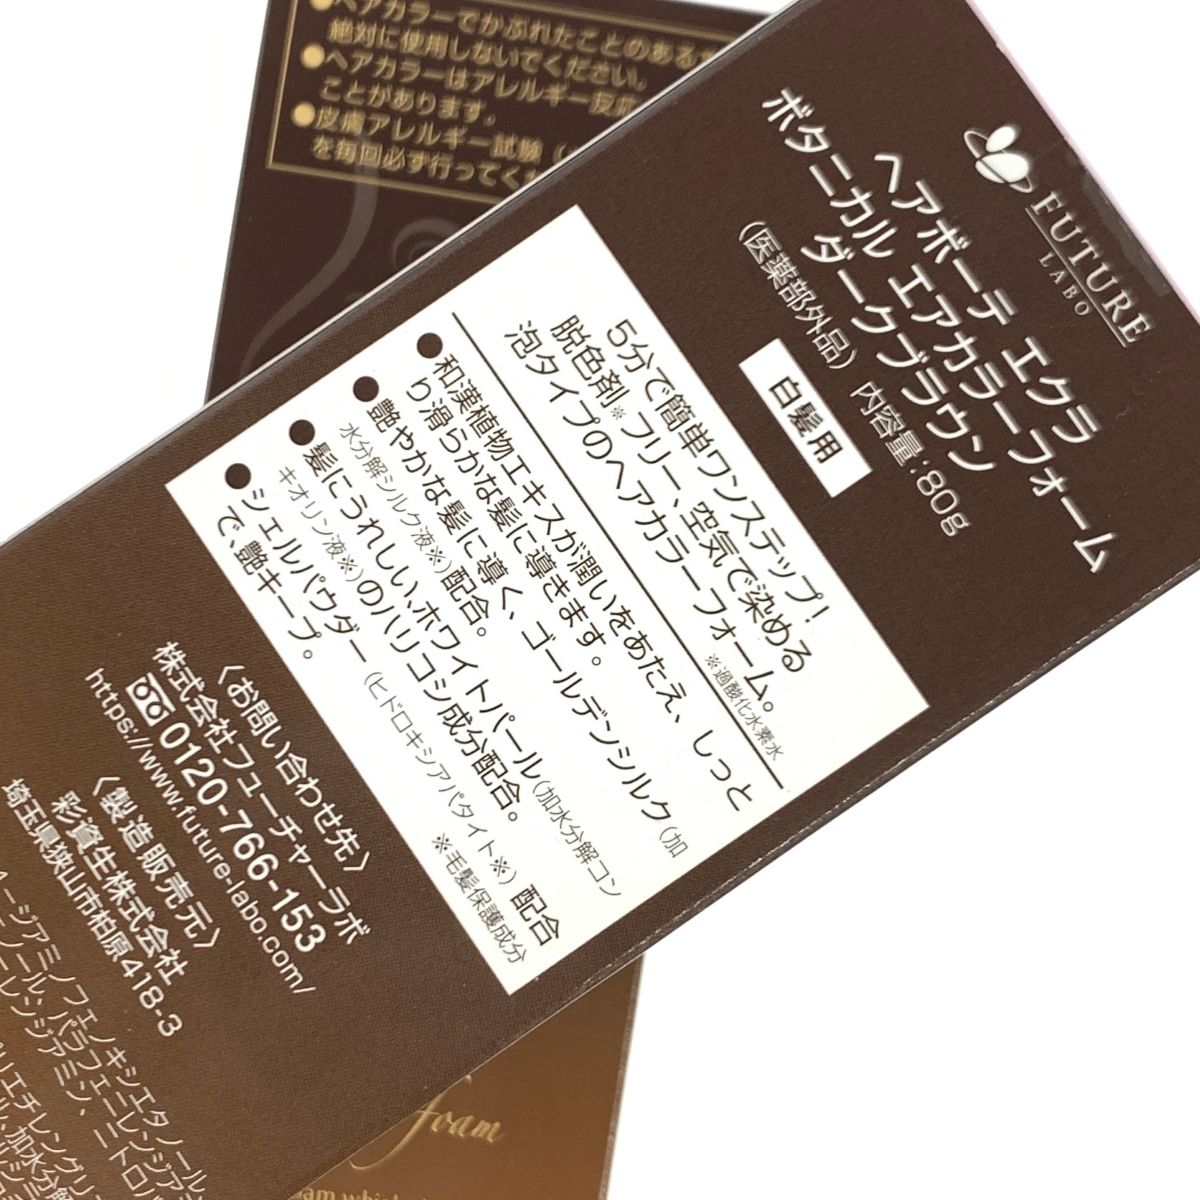 FUTURE
LABO
ヘアボーテ エクラ
ボタニカル エアカラーフォーム
ダークブラウン
(医薬部外品) 内容量:80g
白髪用
5分で簡単ワンステップ!
脱色剤※フリー、空気で染める
泡タイプのヘアカラーフォーム。
※過酸化水素水
●和漢植物エキスが潤いをあたえ、しっと
り滑らかな髪に導きます。
●艶やかな髪に導く、ゴールデンシルク(加
水分解シルク液※)配合。
●髪にうれしい、ホワイトパール(加水分解コン
キオリン液※)のハリコシ成分配合。
●シェルパウダー(ヒドロキシアパタイト※)配合
で、艶キープ。
※毛髪保護成分
〈お問い合わせ先〉
株式会社フューチャーラボ
0120-766-153
https://www.future-labo.com/
〈製造販売元〉
彩資生株式会社
埼玉県狭山市柏原418-3
●ヘアカラーでかぶれたことのある
絶対に使用しないでください。
●ヘアカラーはアレルギー反応
ことがあります。
●皮膚アレルギー試験(
を毎回必ず行ってくだ
foam